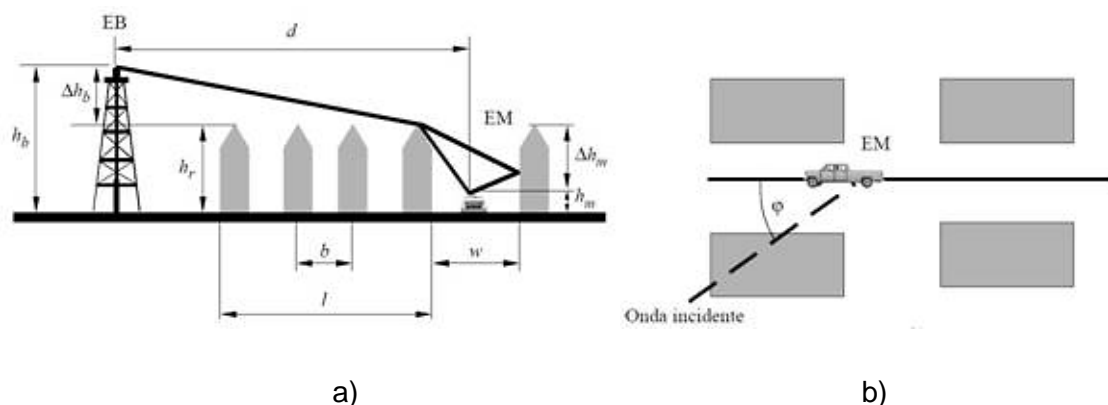 EB
d
Δh_b
EM
h_b
h_r
Δh_m
h_m
b
w
l
a)
EM
φ
Onda incidente
b)